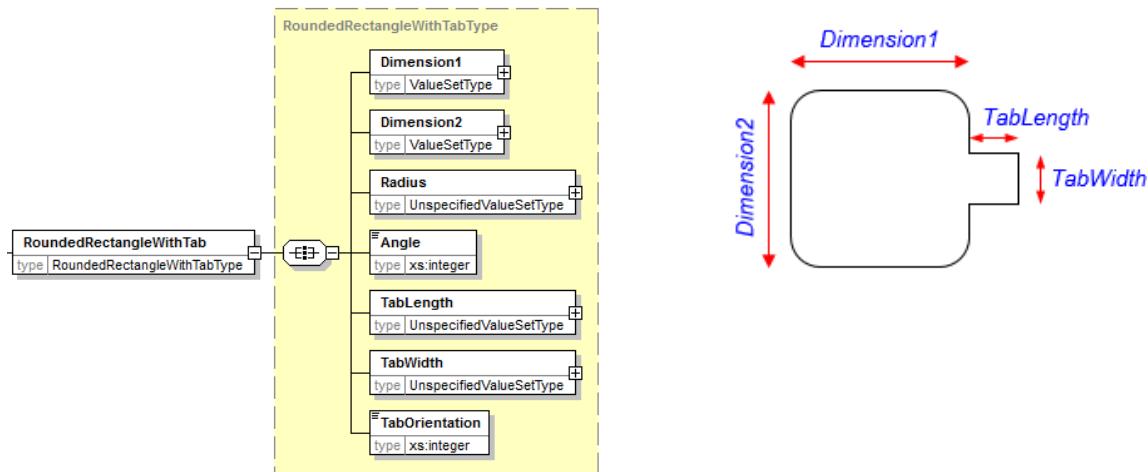 RoundedRectangleWithTabType
Dimension1
type ValueSetType
Dimension2
type ValueSetType
Radius
type UnspecifiedValueSetType
RoundedRectangleWithTab
type RoundedRectangleWithTabType
Angle
type xs:integer
TabLength
type UnspecifiedValueSetType
TabWidth
type UnspecifiedValueSetType
TabOrientation
type xs:integer
Dimension1
Dimension2
TabLength
TabWidth